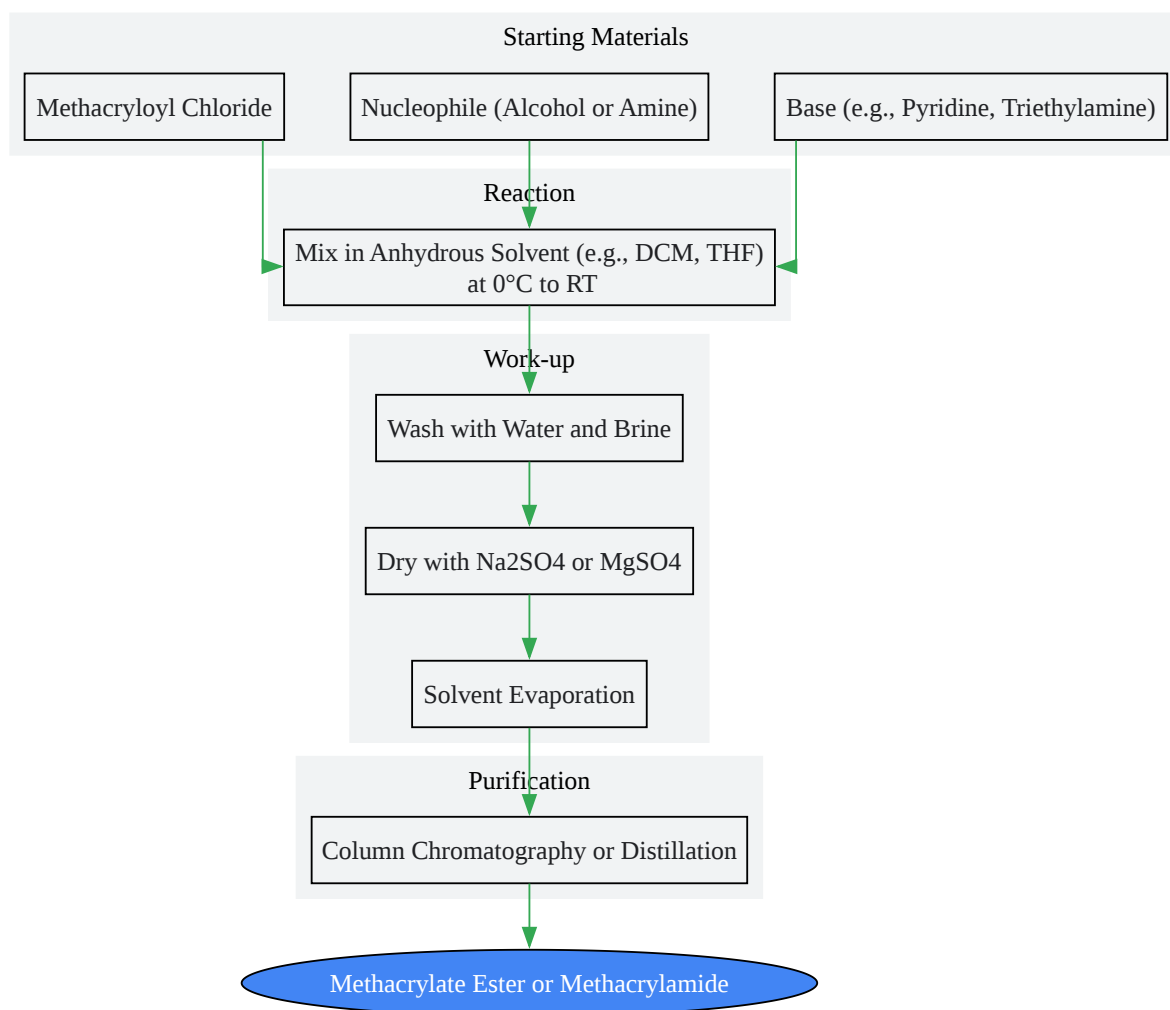 Starting Materials
Methacryloyl Chloride
Nucleophile (Alcohol or Amine)
Base (e.g., Pyridine, Triethylamine)
Reaction
Mix in Anhydrous Solvent (e.g., DCM, THF)
at 0°C to RT
Work-up
Wash with Water and Brine
Dry with Na2SO4 or MgSO4
Solvent Evaporation
Purification
Column Chromatography or Distillation
Methacrylate Ester or Methacrylamide